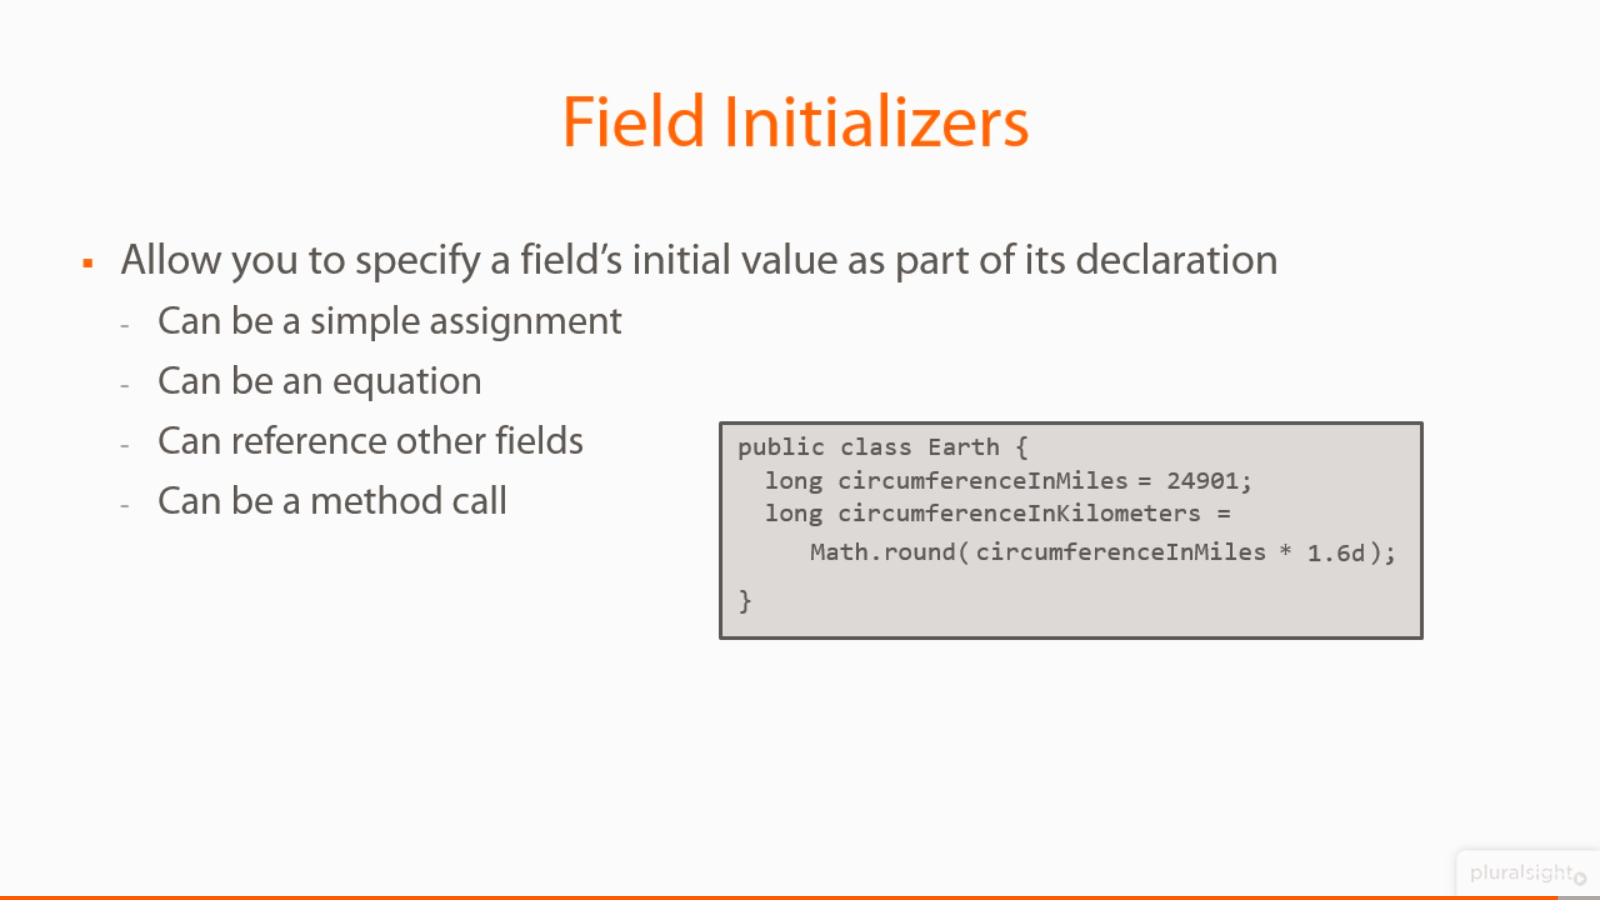 Field Initializers
▪ Allow you to specify a field’s initial value as part of its declaration
- Can be a simple assignment
- Can be an equation
- Can reference other fields
- Can be a method call
public class Earth {
long circumferenceInMiles = 24901;
long circumferenceInKilometers =
Math.round(circumferenceInMiles * 1.6d);
}
pluralsight